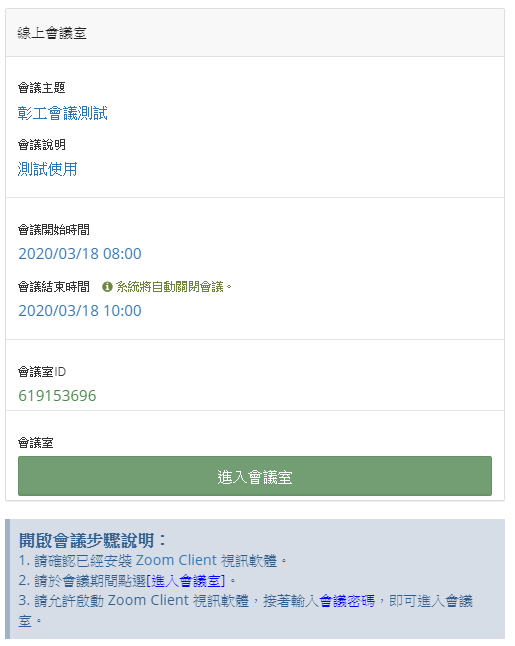 線上會議室
會議主題
彰工會議測試
會議說明
測試使用
會議開始時間
2020/03/18 08:00
會議結束時間 系統將自動關閉會議。
2020/03/18 10:00
會議室ID
619153696
會議室
進入會議室
開啟會議步驟說明：
1. 請確認已經安裝 Zoom Client 視訊軟體。
2. 請於會議期間點選[進入會議室]。
3. 請允許啟動 Zoom Client 視訊軟體，接著輸入會議密碼，即可進入會議
室。